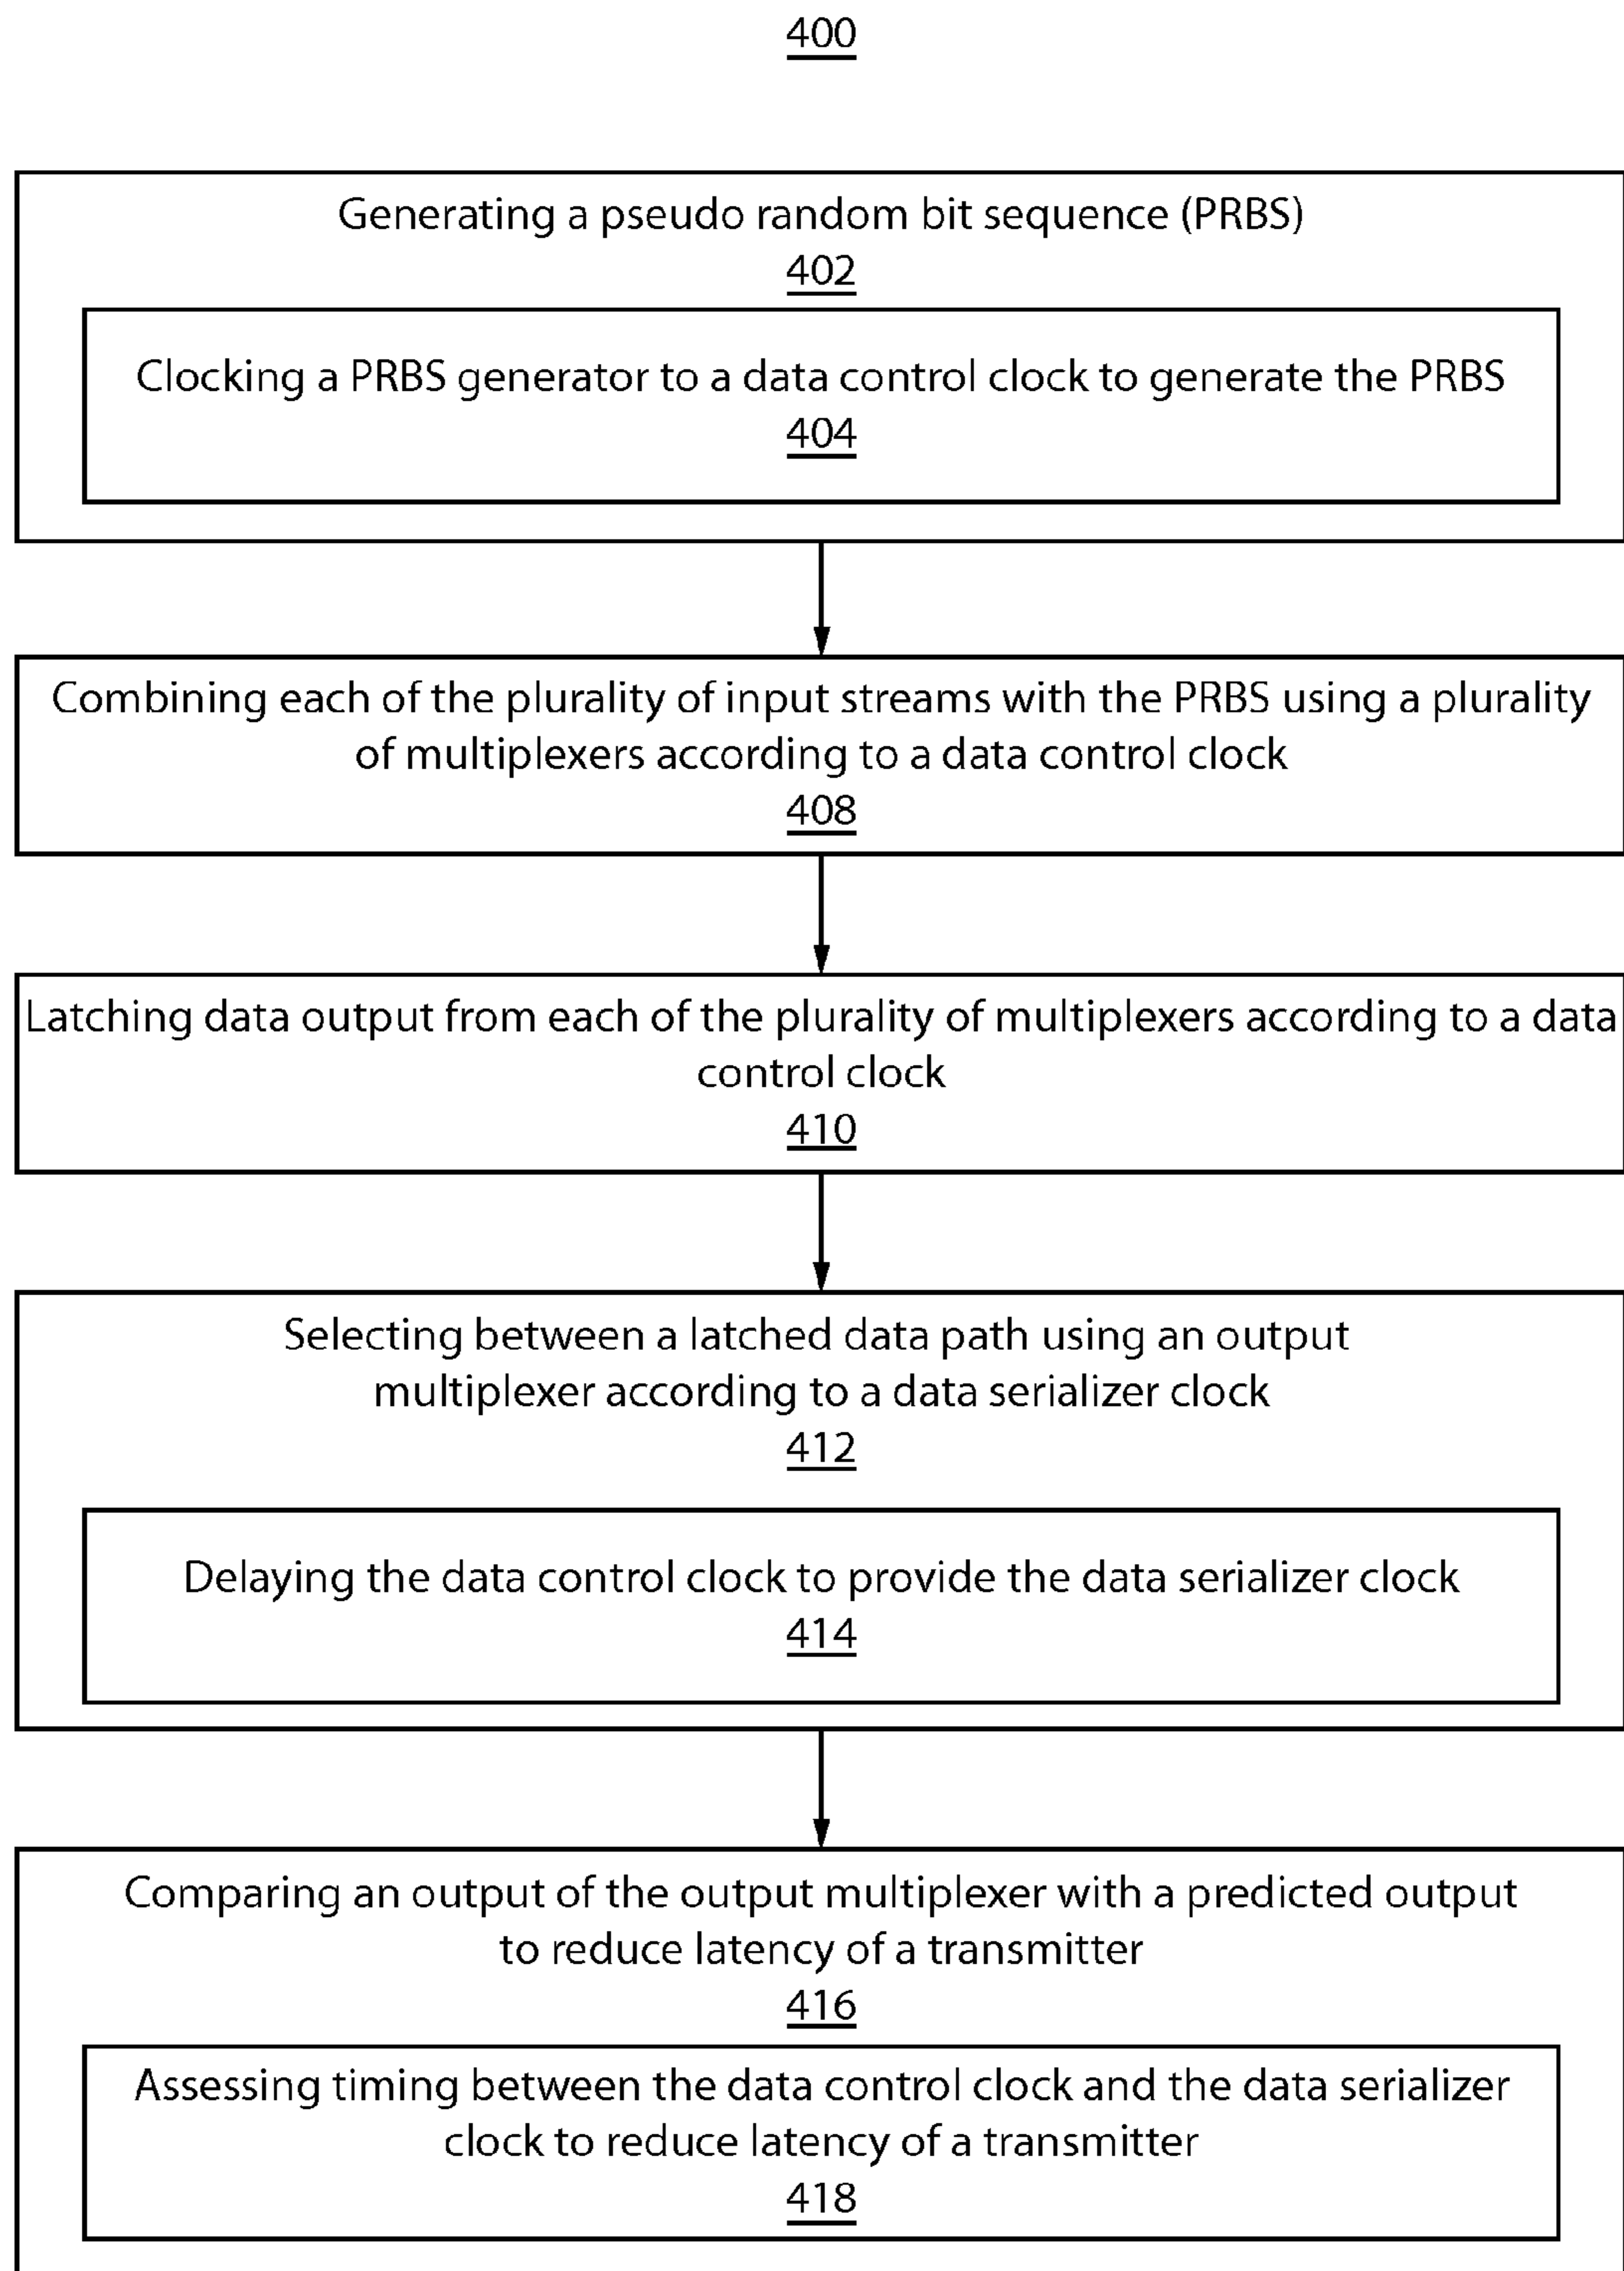 400
Generating a pseudo random bit sequence (PRBS)
402
Clocking a PRBS generator to a data control clock to generate the PRBS
404
Combining each of the plurality of input streams with the PRBS using a plurality
of multiplexers according to a data control clock
408
Latching data output from each of the plurality of multiplexers according to a data
control clock
410
Selecting between a latched data path using an output
multiplexer according to a data serializer clock
412
Delaying the data control clock to provide the data serializer clock
414
Comparing an output of the output multiplexer with a predicted output
to reduce latency of a transmitter
416
Assessing timing between the data control clock and the data serializer
clock to reduce latency of a transmitter
418